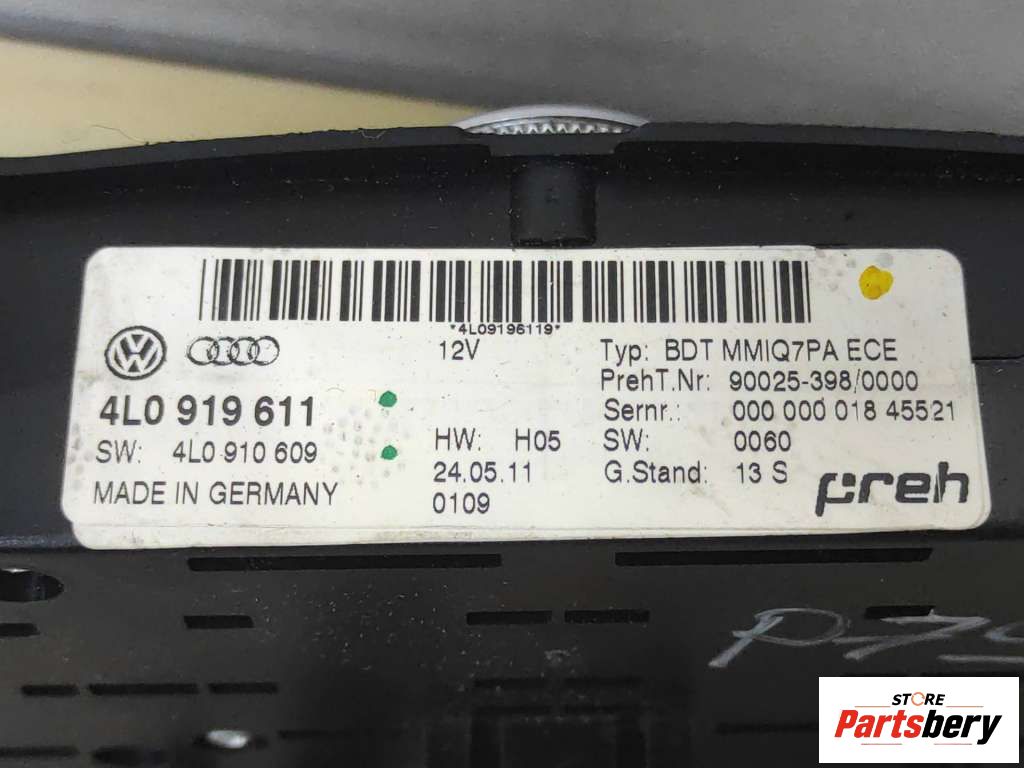 *4L09196119*
12V
Typ: BDT MMIQ7PA ECE
PrehT.Nr: 90025-398/0000
4L0 919 611
Sernr.: 000 000 018 45521
SW: 4L0 910 609
HW: H05
SW: 0060
24.05.11
G.Stand: 13 S
MADE IN GERMANY
0109
preh
STORE
Partsbery